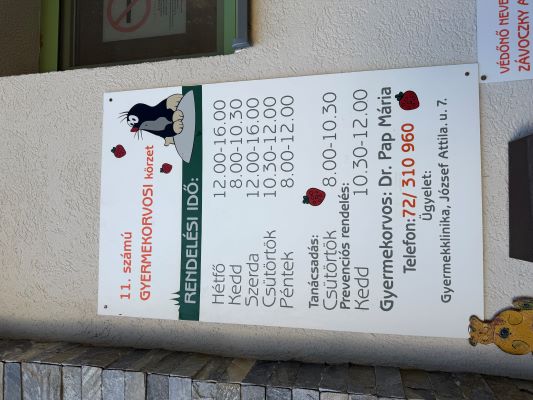 11. számú
GYERMEKORVOSI körzet
RENDELÉSI IDŐ:
Hétfő 12.00-16.00
Kedd 8.00-10.30
Szerda 12.00-16.00
Csütörtök 10.30-12.00
Péntek 8.00-12.00
Tanácsadás:
Csütörtök 8.00-10.30
Prevenciós rendelés:
Kedd 10.30-12.00
Gyermekorvos: Dr. Pap Mária
Telefon:72/ 310 960
Ügyelet:
Gyermekklinika, József Attila. u. 7.
VÉDŐNŐ NEVE
ZÁVOCZKY A